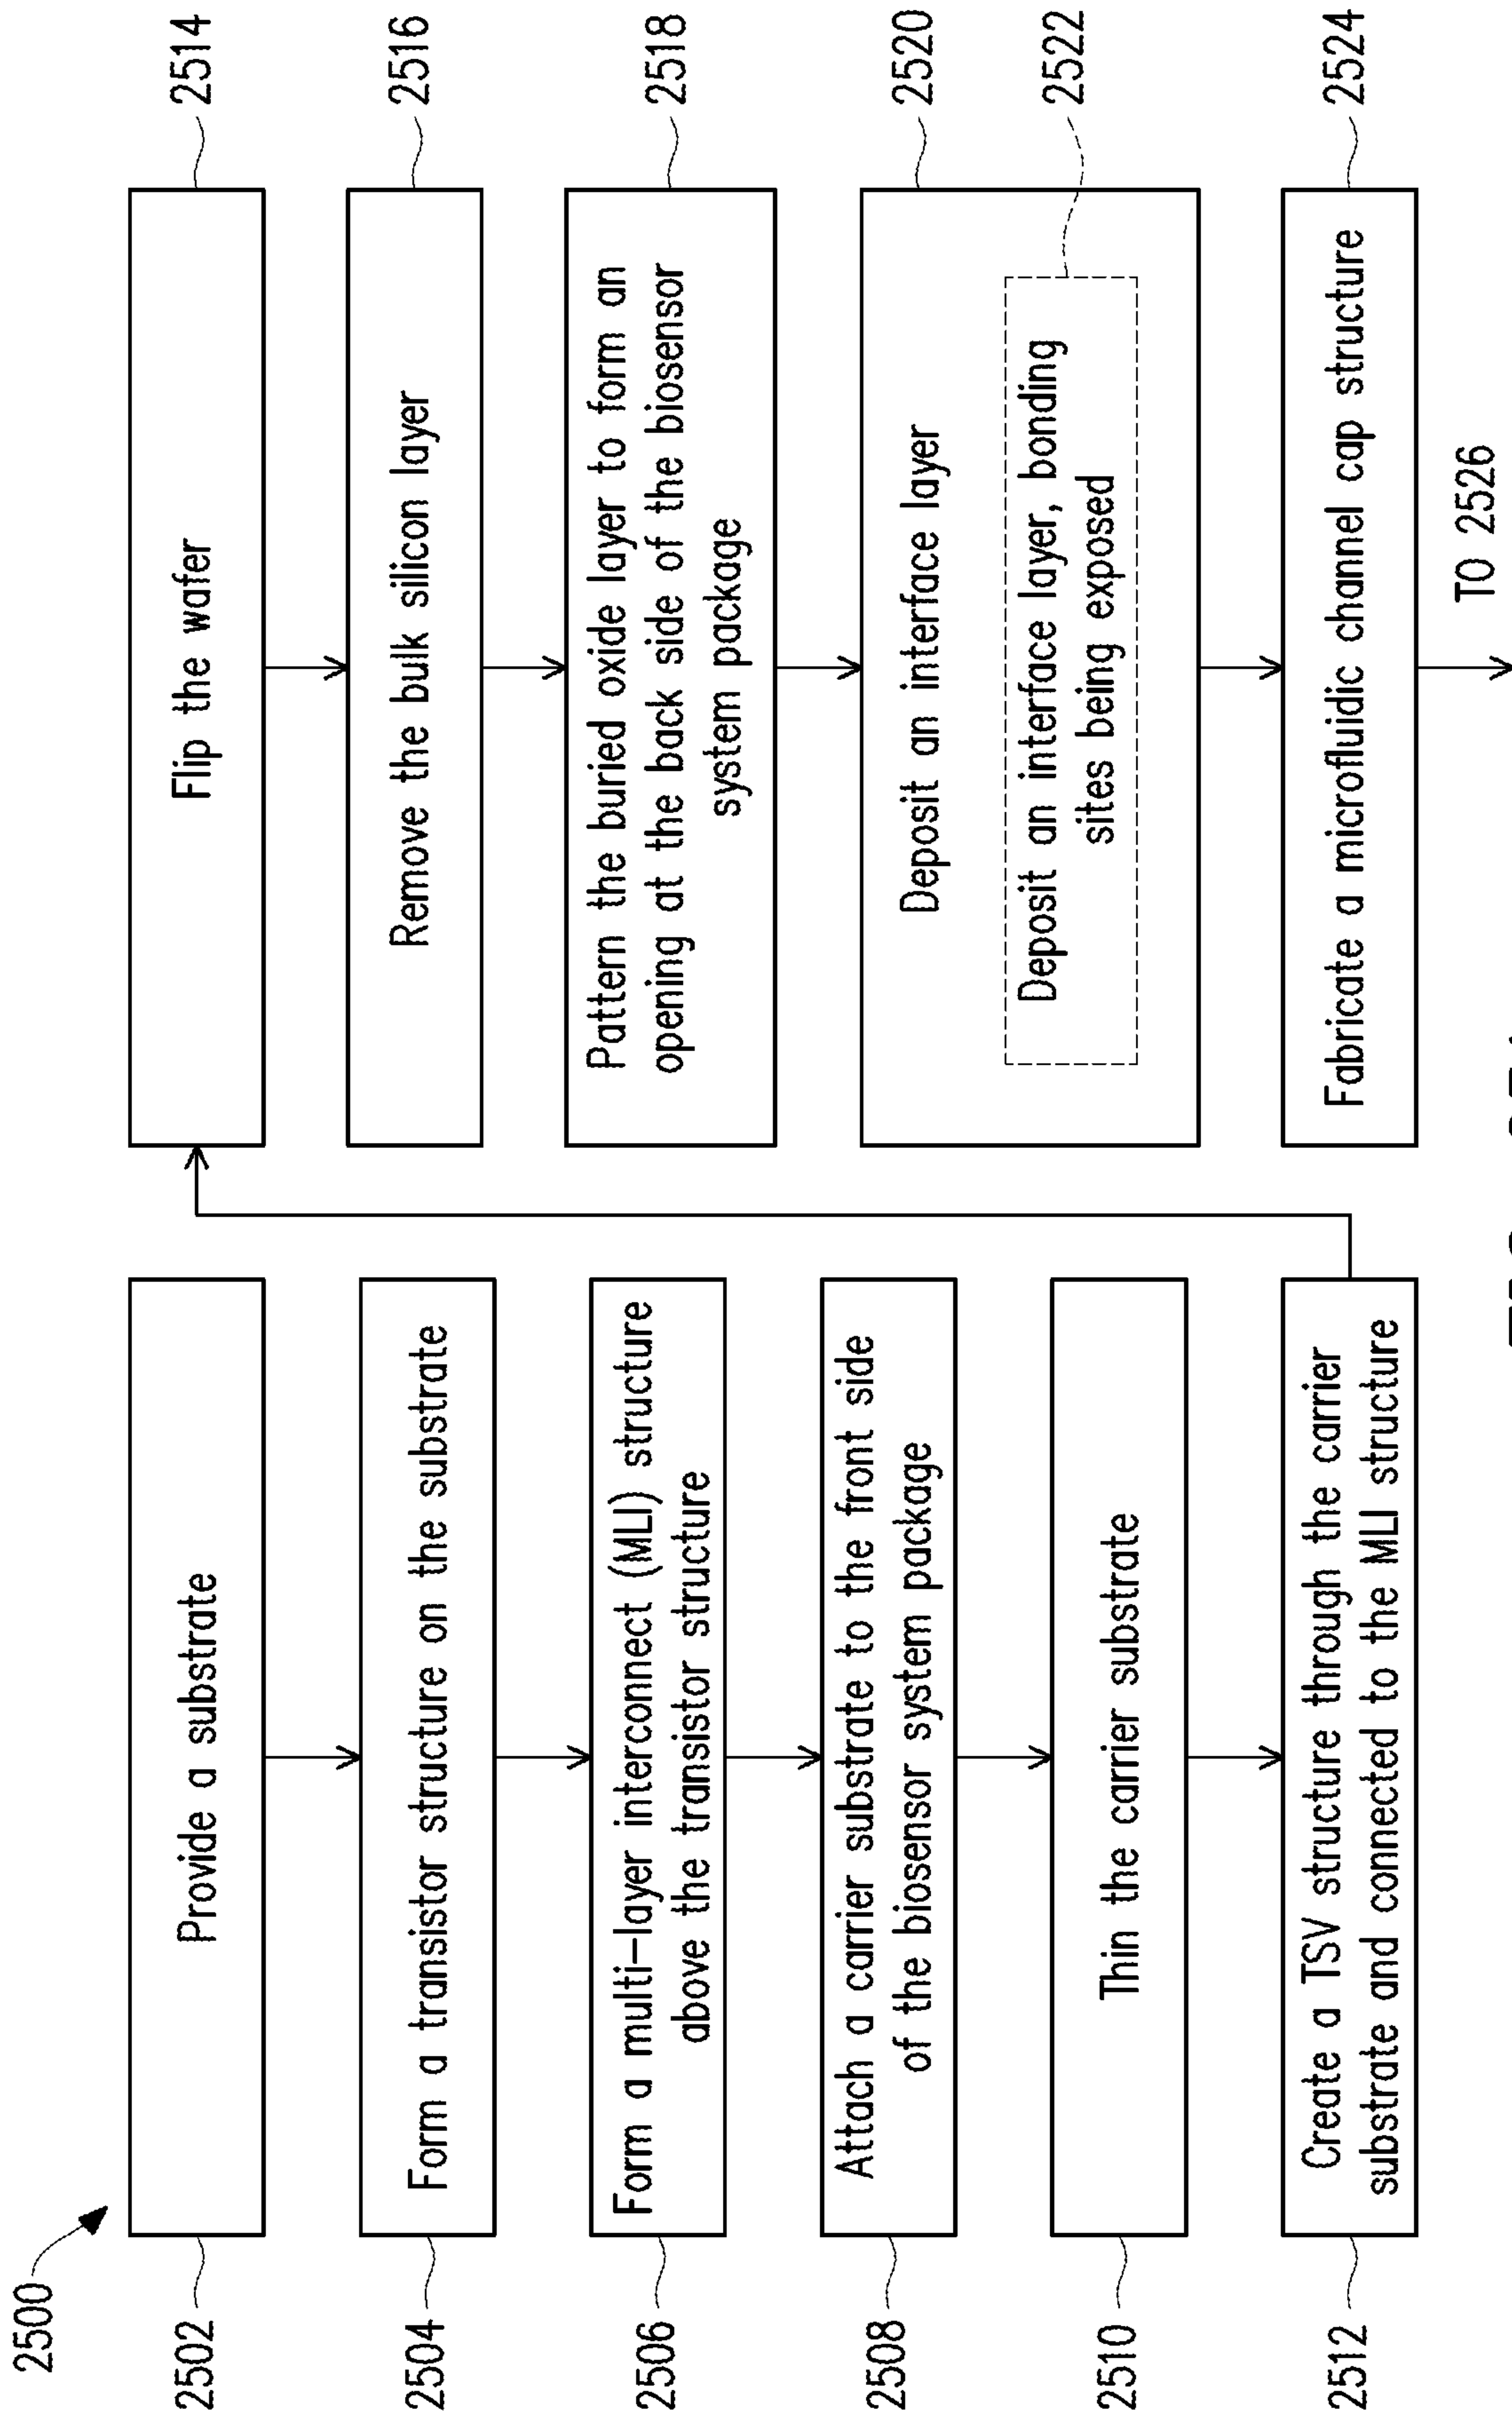 2500
2502
Provide a substrate
2504
Form a transistor structure on the substrate
2506
Form a multi-layer interconnect (MLI) structure
above the transistor structure
2508
Attach a carrier substrate to the front side
of the biosensor system package
2510
Thin the carrier substrate
2512
Create a TSV structure through the carrier
substrate and connected to the MLI structure
Flip the wafer
2514
Remove the bulk silicon layer
2516
Pattern the buried oxide layer to form an
opening at the back side of the biosensor
system package
2518
Deposit an interface layer
2520
Deposit an interface layer, bonding
sites being exposed
2522
Fabricate a microfluidic channel cap structure
2524
TO 2526